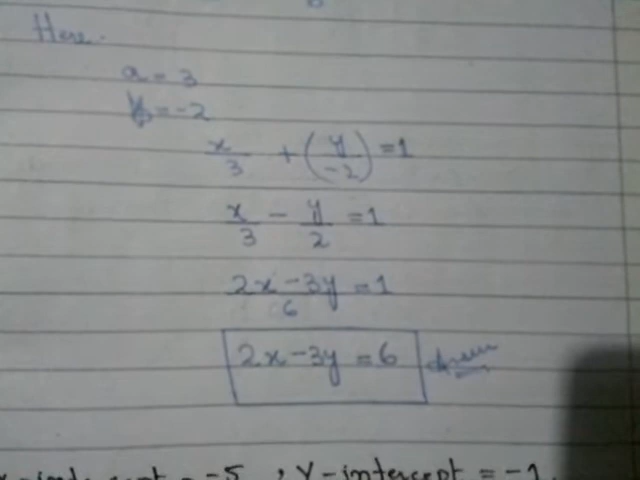 Here.
a = 3
b = -2
x/3 + (y/-2) = 1
x/3 - y/2 = 1
2x - 3y/6 = 1
2x - 3y = 6
-5, Y-intercept = -1